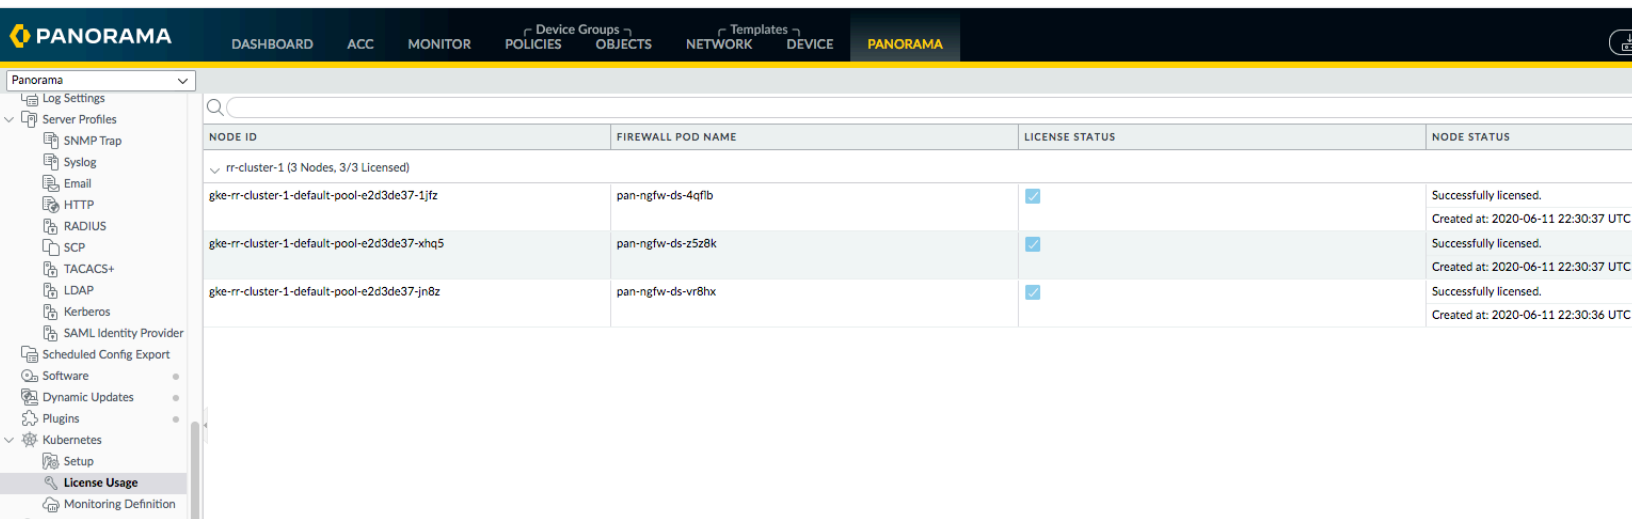 PANORAMA
DASHBOARD ACC MONITOR Device Groups POLICIES OBJECTS Templates NETWORK DEVICE PANORAMA
Panorama
Log Settings
Server Profiles
SNMP Trap
Syslog
Email
HTTP
RADIUS
SCP
TACACS+
LDAP
Kerberos
SAML Identity Provider
Scheduled Config Export
Software
Dynamic Updates
Plugins
Kubernetes
Setup
License Usage
Monitoring Definition
NODE ID FIREWALL POD NAME LICENSE STATUS NODE STATUS
rr-cluster-1 (3 Nodes, 3/3 Licensed)
gke-rr-cluster-1-default-pool-e2d3de37-1jfz pan-ngfw-ds-4qflb Successfully licensed.
Created at: 2020-06-11 22:30:37 UTC
gke-rr-cluster-1-default-pool-e2d3de37-xhq5 pan-ngfw-ds-z5z8k Successfully licensed.
Created at: 2020-06-11 22:30:37 UTC
gke-rr-cluster-1-default-pool-e2d3de37-jn8z pan-ngfw-ds-vr8hx Successfully licensed.
Created at: 2020-06-11 22:30:36 UTC